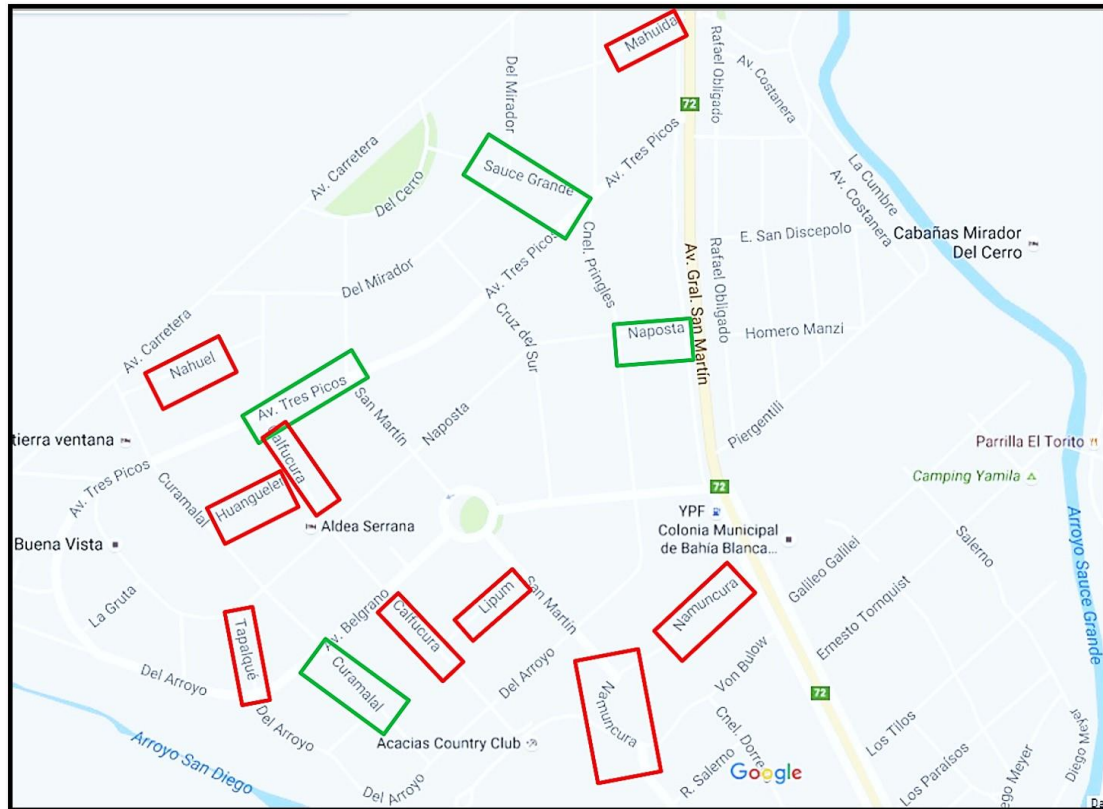 Mahuida
Rafael Obligado
Av. Costanera
Del Mirador
72
Av. Carretera
Av. Tres Picos
La Cumbre
Sauce Grande
Av. Costanera
Del Cerro
Cnel. Pringles
E. San Discepolo
Cabañas Mirador
Del Cerro
Av. Tres Picos
Rafael Obligado
Av. Gral. San Martín
Del Mirador
Cruz del Sur
Naposta
Homero Manzi
Av. Carretera
Nahuel
Av. Tres Picos
San Martín
Naposta
Piergentili
tierra ventana
Parrilla El Torito
Calfucura
Av. Tres Picos
Curamalal
Huangueler
Camping Yamila
72
Aldea Serrana
YPF
Colonia Municipal
de Bahía Blanca...
Buena Vista
Salerno
Arroyo Sauce Grande
Galileo Galilei
La Gruta
Av. Belgrano
Calfucura
Lipum
San Martín
Namuncura
Ernesto Tornquist
Tapalqué
Curamalal
Del Arroyo
Del Arroyo
Von Bulow
72
Namuncura
Del Arroyo
Acacias Country Club
Cnel. Dorre
Los Tilos
Diego Meyer
Arroyo San Diego
Del Arroyo
R. Salerno
Google
Los Paraísos
ego Meyer
Da